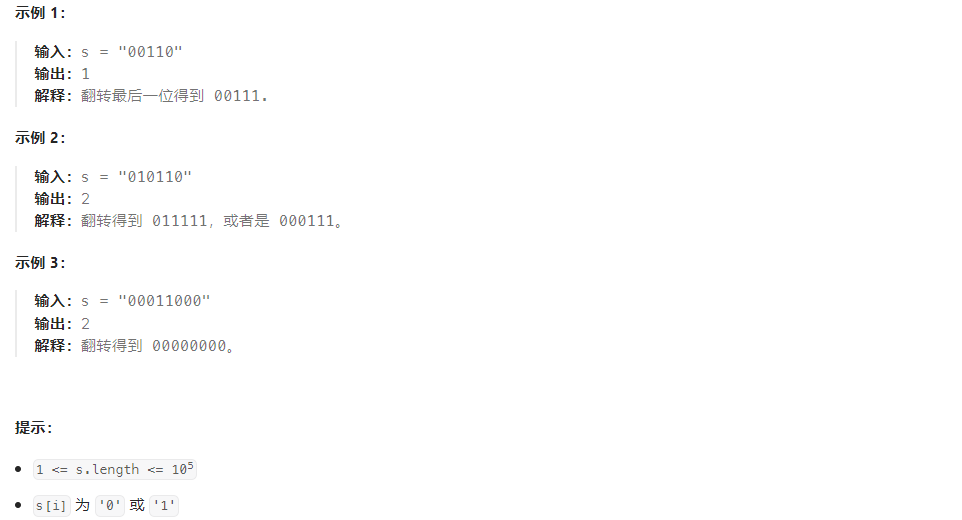 示例 1：
输入：s = "00110"
输出：1
解释：翻转最后一位得到 00111.
示例 2：
输入：s = "010110"
输出：2
解释：翻转得到 011111，或者是 000111。
示例 3：
输入：s = "00011000"
输出：2
解释：翻转得到 00000000。
提示：
• 1 <= s.length <= 10⁵
• s[i] 为 '0' 或 '1'